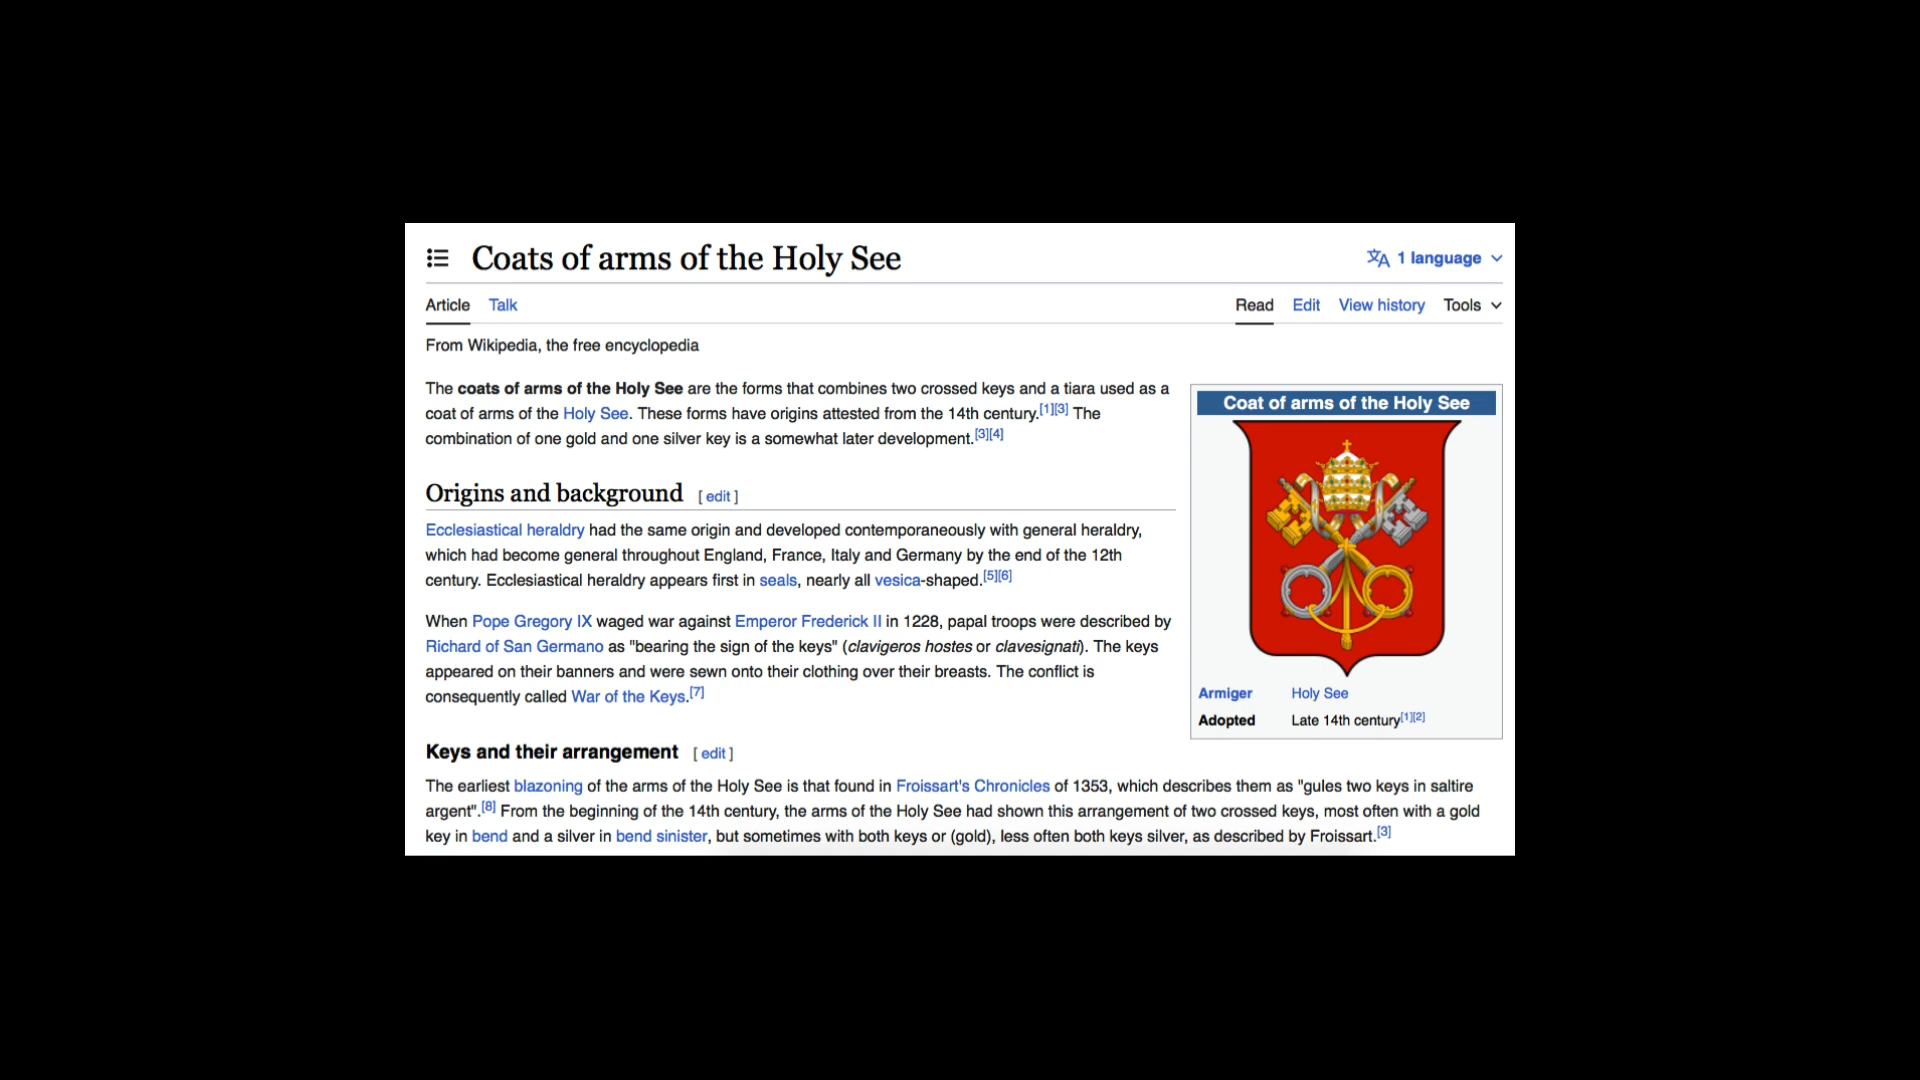 Coats of arms of the Holy See
1 language
Article Talk
Read Edit View history Tools
From Wikipedia, the free encyclopedia
The coats of arms of the Holy See are the forms that combines two crossed keys and a tiara used as a
coat of arms of the Holy See. These forms have origins attested from the 14th century.[1][3] The
combination of one gold and one silver key is a somewhat later development.[3][4]
Origins and background [ edit ]
Ecclesiastical heraldry had the same origin and developed contemporaneously with general heraldry,
which had become general throughout England, France, Italy and Germany by the end of the 12th
century. Ecclesiastical heraldry appears first in seals, nearly all vesica-shaped.[5][6]
When Pope Gregory IX waged war against Emperor Frederick II in 1228, papal troops were described by
Richard of San Germano as "bearing the sign of the keys" (clavigeros hostes or clavesignati). The keys
appeared on their banners and were sewn onto their clothing over their breasts. The conflict is
consequently called War of the Keys.[7]
Coat of arms of the Holy See
Armiger Holy See
Adopted Late 14th century[1][2]
Keys and their arrangement [ edit ]
The earliest blazoning of the arms of the Holy See is that found in Froissart's Chronicles of 1353, which describes them as "gules two keys in saltire
argent".[8] From the beginning of the 14th century, the arms of the Holy See had shown this arrangement of two crossed keys, most often with a gold
key in bend and a silver in bend sinister, but sometimes with both keys or (gold), less often both keys silver, as described by Froissart.[3]